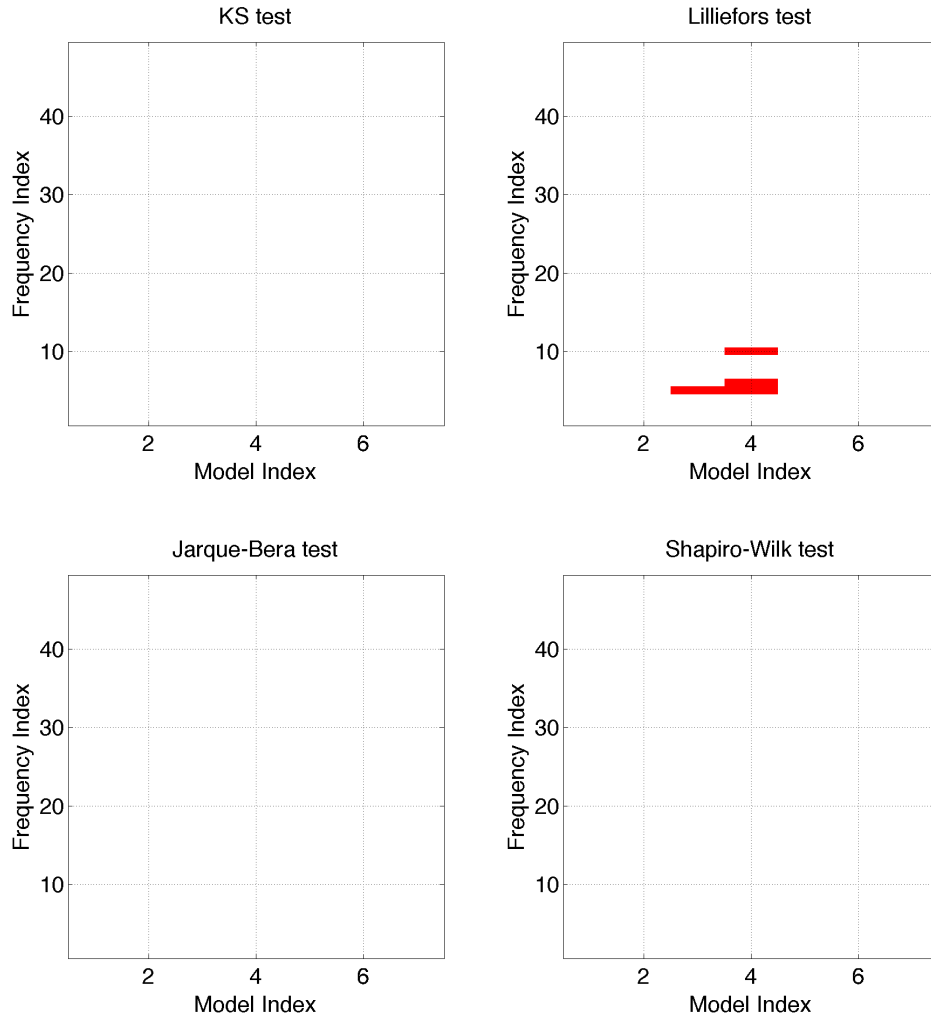 KS test
Frequency Index
40
30
20
10
2 4 6
Model Index
Lilliefors test
Frequency Index
40
30
20
10
2 4 6
Model Index
Jarque-Bera test
Frequency Index
40
30
20
10
2 4 6
Model Index
Shapiro-Wilk test
Frequency Index
40
30
20
10
2 4 6
Model Index